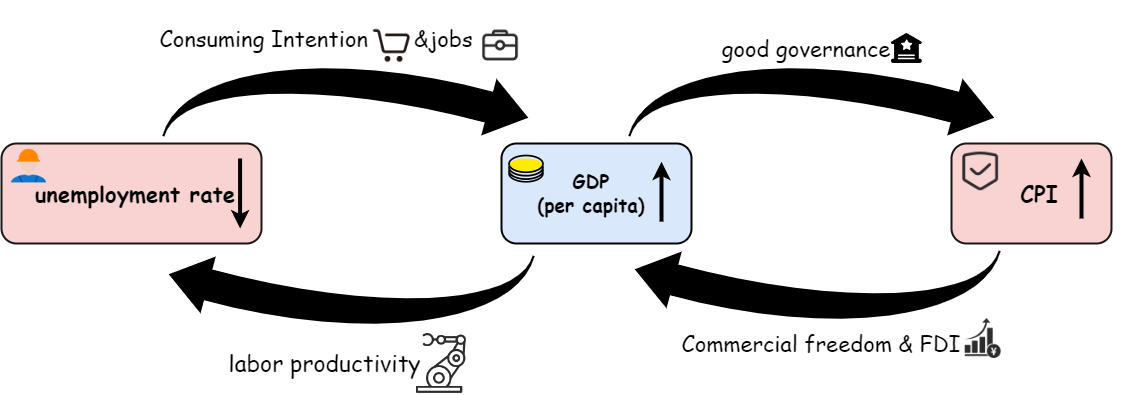 Consuming Intention &jobs
good governance
unemployment rate
GDP
(per capita)
CPI
labor productivity
Commercial freedom & FDI
¥